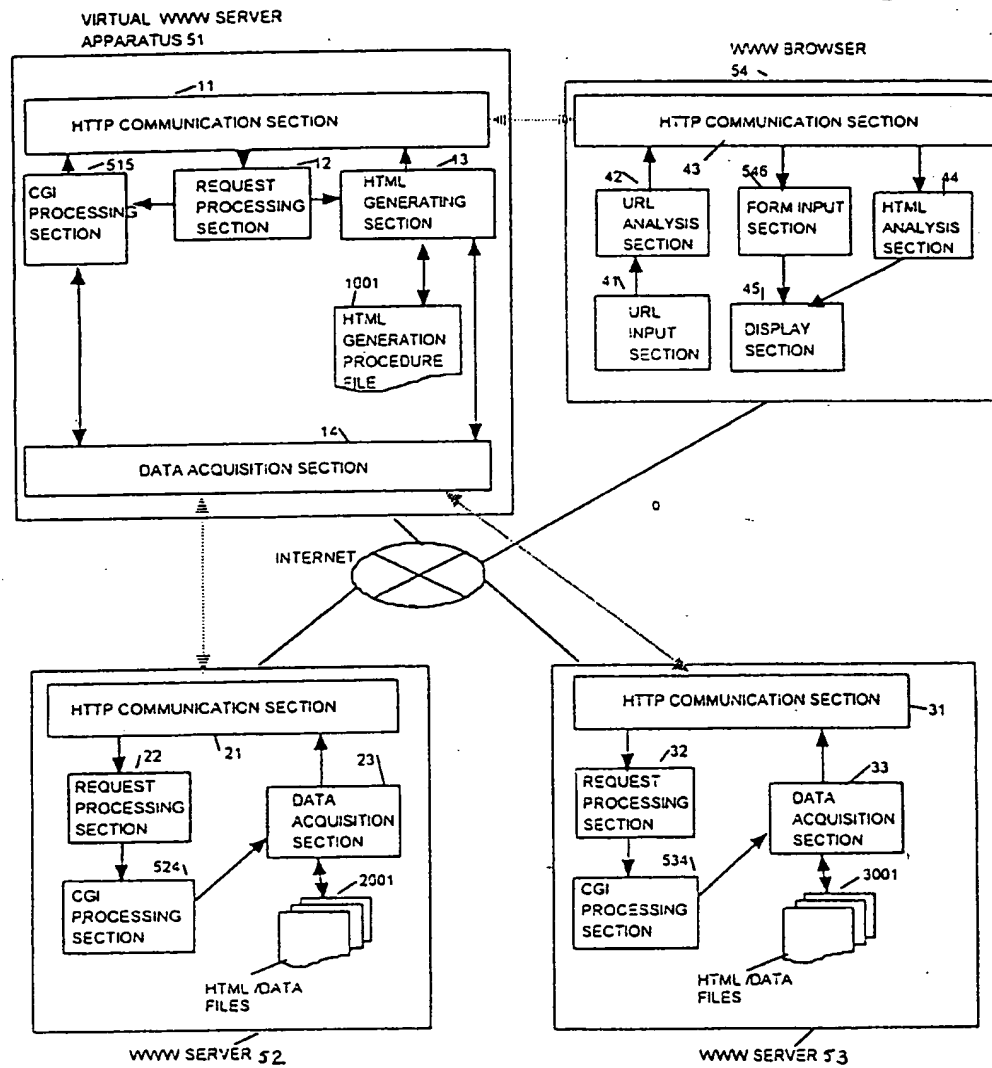 VIRTUAL WWW SERVER
APPARATUS 51
11
HTTP COMMUNICATION SECTION
515
CGI
PROCESSING
SECTION
12
REQUEST
PROCESSING
SECTION
13
HTML
GENERATING
SECTION
1001
HTML
GENERATION
PROCEDURE
FILE
14
DATA ACQUISITION SECTION
WWW BROWSER
54
HTTP COMMUNICATION SECTION
43
42
URL
ANALYSIS
SECTION
546
FORM INPUT
SECTION
44
HTML
ANALYSIS
SECTION
41
URL
INPUT
SECTION
45
DISPLAY
SECTION
INTERNET
HTTP COMMUNICATION SECTION
21
22
REQUEST
PROCESSING
SECTION
23
DATA
ACQUISITION
SECTION
524
CGI
PROCESSING
SECTION
2001
HTML/DATA
FILES
WWW SERVER 52
HTTP COMMUNICATION SECTION
31
32
REQUEST
PROCESSING
SECTION
33
DATA
ACQUISITION
SECTION
534
CGI
PROCESSING
SECTION
3001
HTML/DATA
FILES
WWW SERVER 53